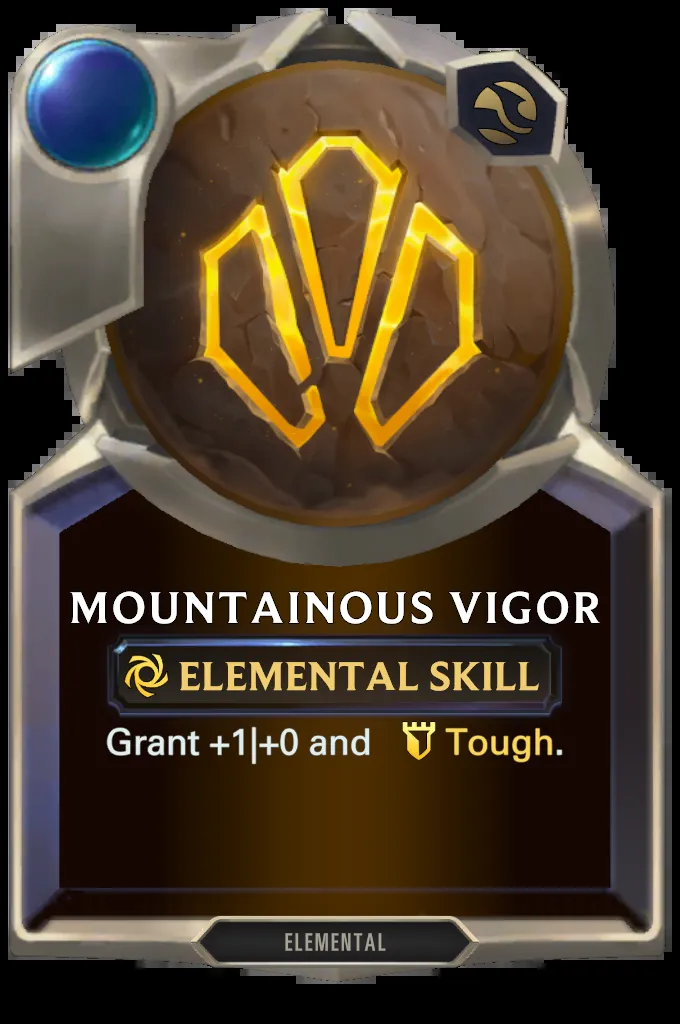 MOUNTAINOUS VIGOR
ELEMENTAL SKILL
Grant +1|+0 and Tough.
ELEMENTAL